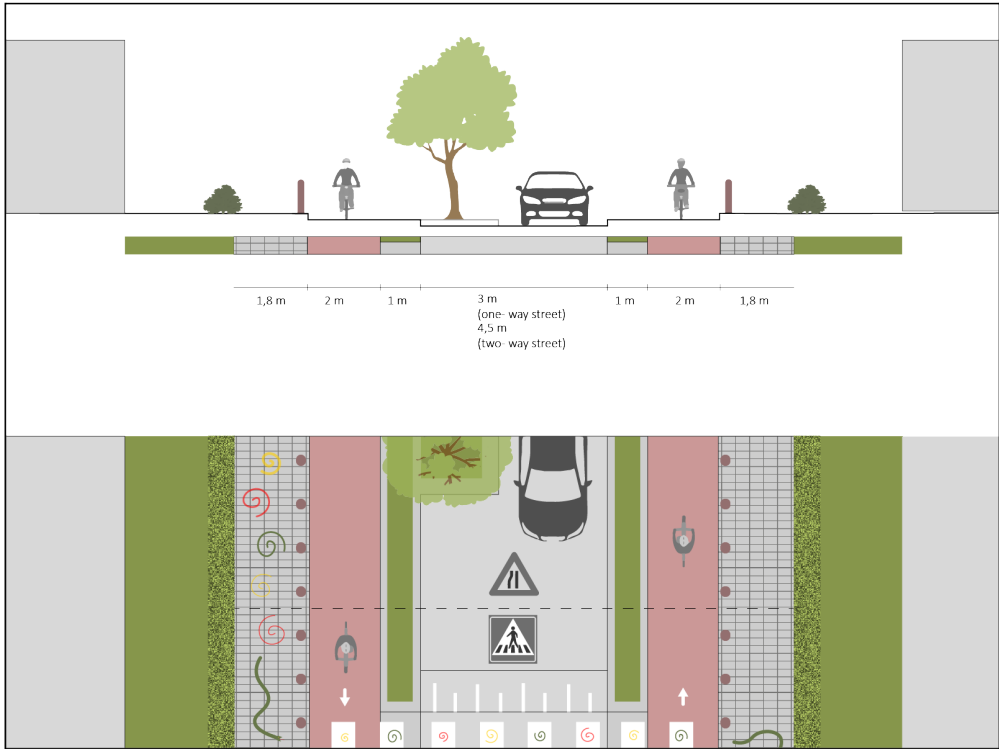 1,8 m
2 m
1 m
3 m
(one- way street)
4,5 m
(two- way street)
1 m
2 m
1,8 m